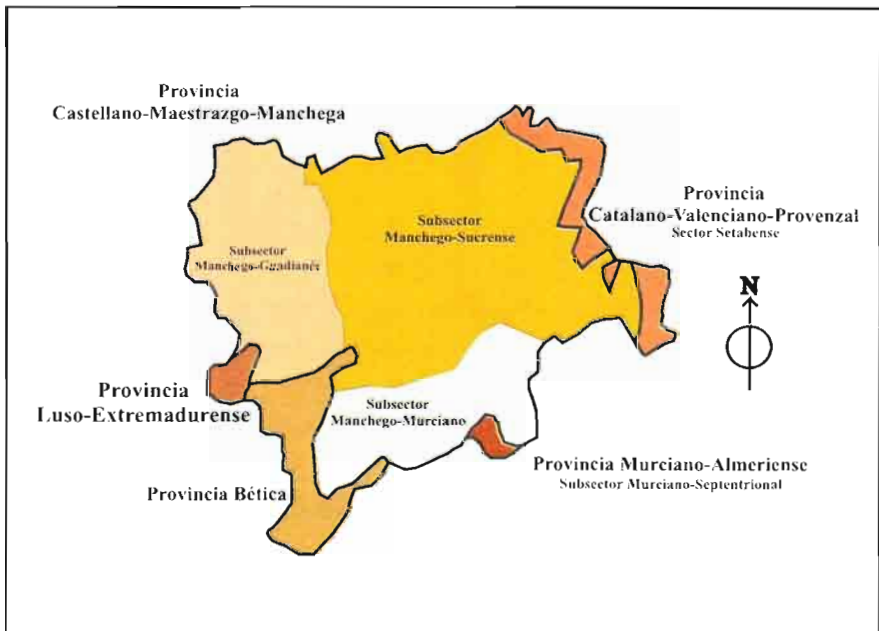 Provincia
Castellano-Maestrazgo-Manchega
Provincia
Catalano-Valenciano-Provenzal
Sector Setabense
Subsector
Manchego-Sucrense
Subsector
Manchego-Guadianés
N
Provincia
Luso-Extremadurense
Subsector
Manchego-Murciano
Provincia Murciano-Almeriense
Subsector Murciano-Septentrional
Provincia Bética